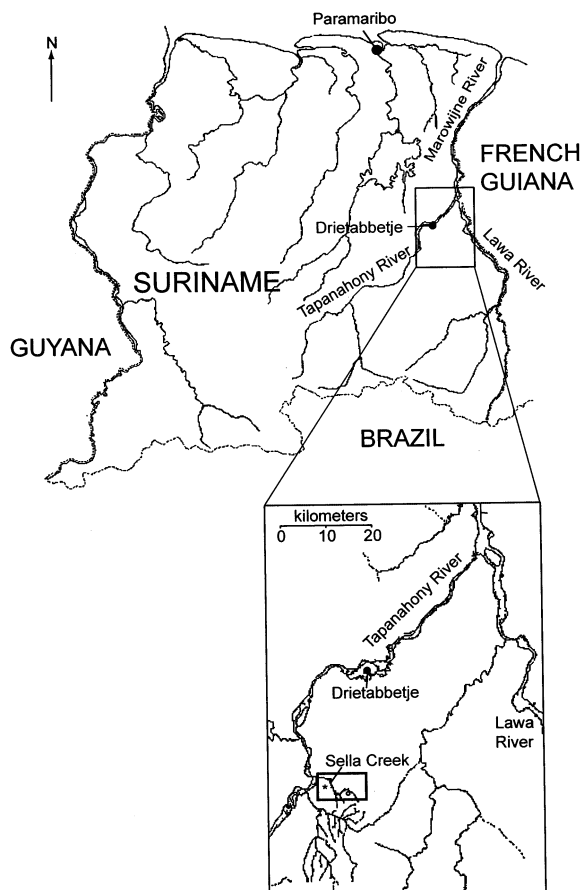 Paramaribo
N
Marowijne River
FRENCH
GUIANA
Drietabbetje
Lawa River
Tapanahony River
SURINAME
GUYANA
BRAZIL
kilometers
0 10 20
Tapanahony River
Drietabbetje
Lawa
River
Sella Creek
*